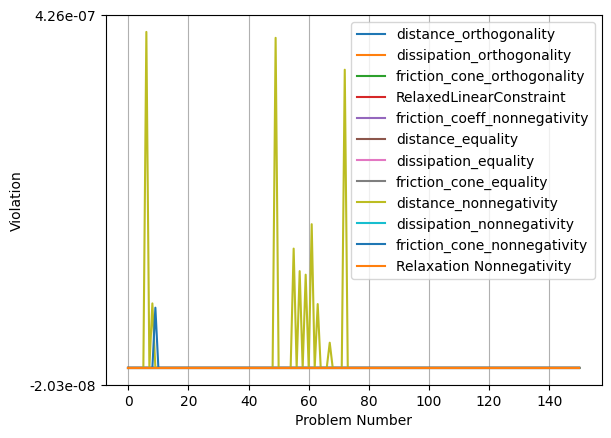 4.26e-07
distance_orthogonality
dissipation_orthogonality
friction_cone_orthogonality
RelaxedLinearConstraint
friction_coeff_nonnegativity
distance_equality
dissipation_equality
friction_cone_equality
distance_nonnegativity
dissipation_nonnegativity
friction_cone_nonnegativity
Relaxation Nonnegativity
Violation
-2.03e-08
0 20 40 60 80 100 120 140
Problem Number